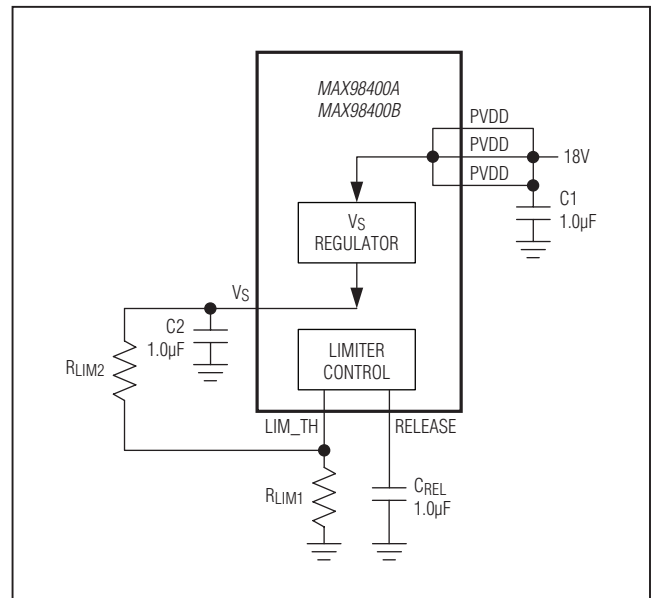 MAX98400A
MAX98400B
PVDD
PVDD
18V
PVDD
C1
1.0µF
VS
REGULATOR
VS
C2
1.0µF
RLIM2
LIMITER
CONTROL
LIM_TH
RELEASE
RLIM1
CREL
1.0µF